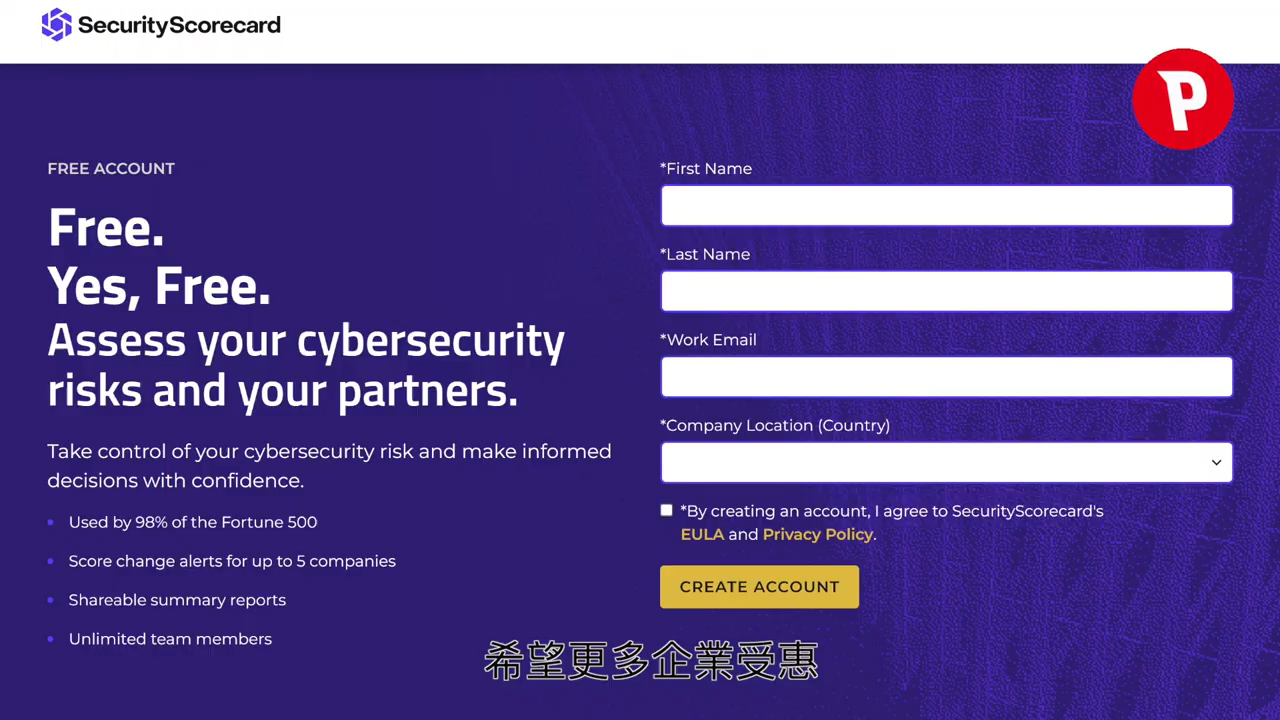 SecurityScorecard
P
FREE ACCOUNT
Free.
Yes, Free.
Assess your cybersecurity
risks and your partners.
Take control of your cybersecurity risk and make informed
decisions with confidence.
Used by 98% of the Fortune 500
Score change alerts for up to 5 companies
Shareable summary reports
Unlimited team members
*First Name
*Last Name
*Work Email
*Company Location (Country)
*By creating an account, I agree to SecurityScorecard's
EULA and Privacy Policy.
CREATE ACCOUNT
希望更多企業受惠